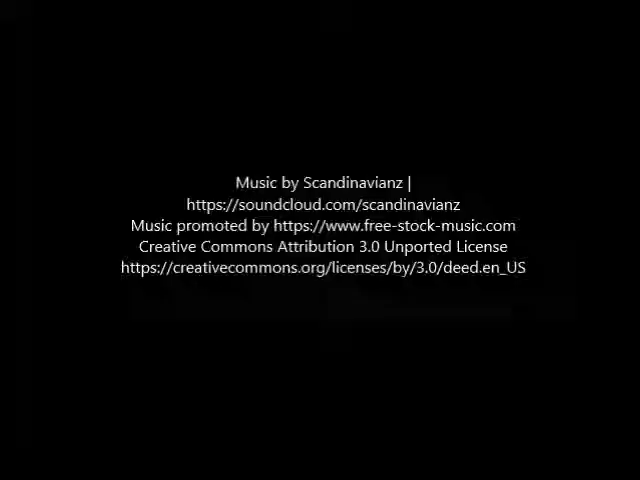 Music by Scandinavianz |
https://soundcloud.com/scandinavianz
Music promoted by https://www.free-stock-music.com
Creative Commons Attribution 3.0 Unported License
https://creativecommons.org/licenses/by/3.0/deed.en_US